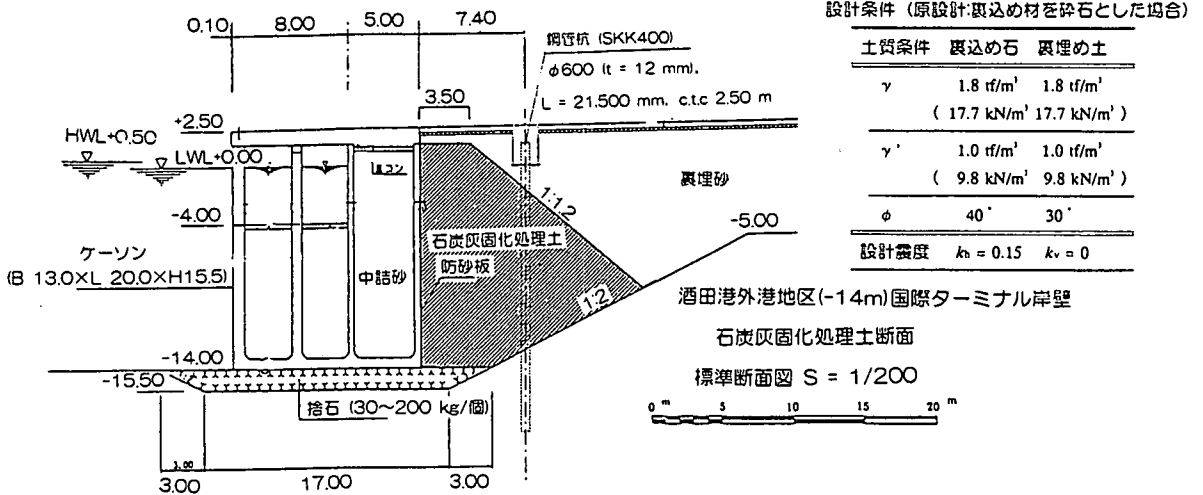 0.10 8.00 5.00 7.40
鋼管杭 (SKK400)
φ600 (t = 12 mm),
L = 21.500 mm, c.t.c 2.50 m
3.50
+2.50
HWL+0.50
LWL+0.00
-4.00
1:1.2
裏埋砂
-5.00
ケーソン
(B 13.0×L 20.0×H15.5)
中詰砂
石炭灰固化処理土
防砂板
1:2
-14.00
-15.50
捨石 (30~200 kg/個)
1.00
3.00 17.00 3.00
設計条件 (原設計:裏込め材を砕石とした場合)
土質条件 裏込め石 裏埋め土
γ 1.8 tf/m³ 1.8 tf/m³
( 17.7 kN/m³ 17.7 kN/m³ )
γ' 1.0 tf/m³ 1.0 tf/m³
( 9.8 kN/m³ 9.8 kN/m³ )
φ 40° 30°
設計震度 kh = 0.15 kv = 0
酒田港外港地区(-14m)国際ターミナル岸壁
石炭灰固化処理土断面
標準断面図 S = 1/200
0 m 5 10 15 20 m